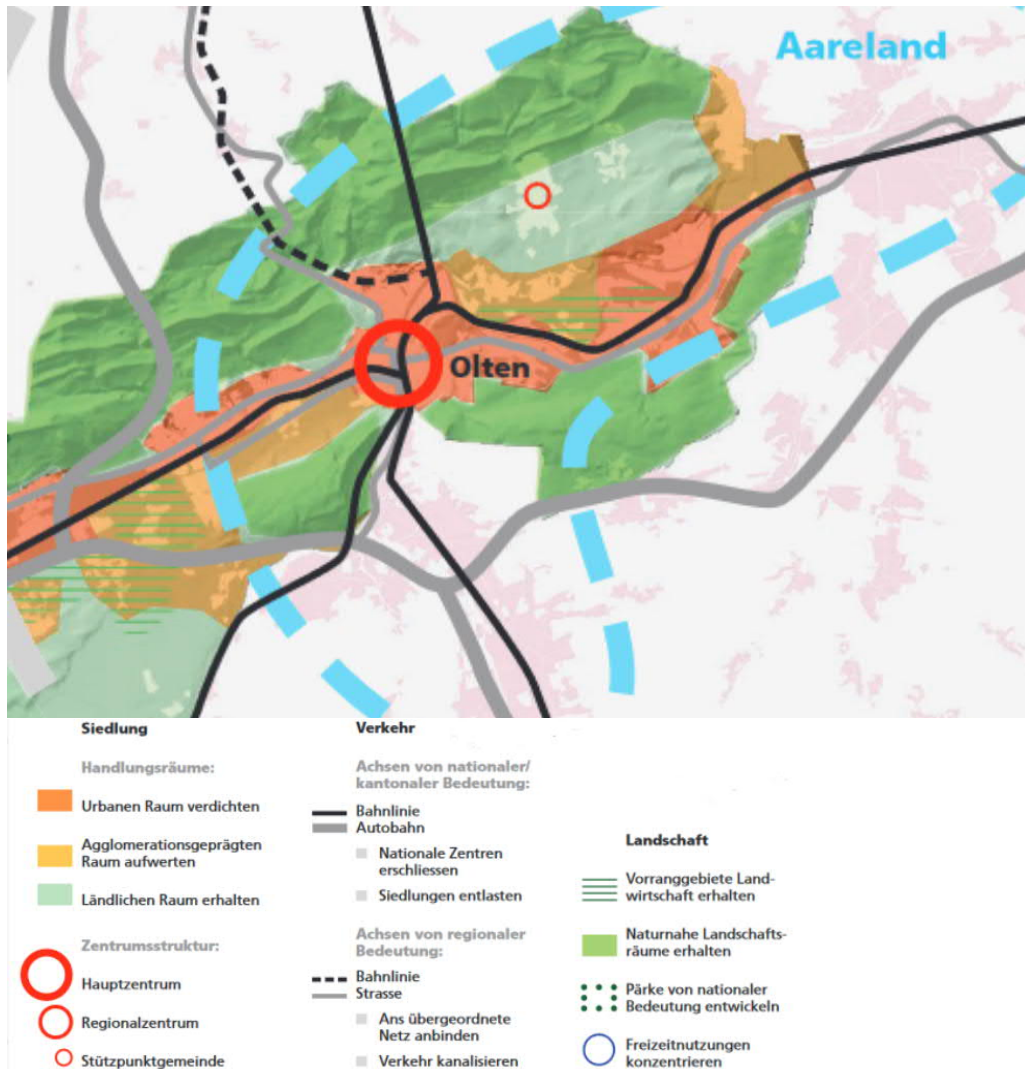 Aareland
Olten
Siedlung
Handlungsräume:
Urbanen Raum verdichten
Agglomerationsgeprägten
Raum aufwerten
Ländlichen Raum erhalten
Zentrumsstruktur:
Hauptzentrum
Regionalzentrum
Stützpunktgemeinde
Verkehr
Achsen von nationaler/
kantonaler Bedeutung:
Bahnlinie
Autobahn
Nationale Zentren
erschliessen
Siedlungen entlasten
Achsen von regionaler
Bedeutung:
Bahnlinie
Strasse
Ans übergeordnete
Netz anbinden
Verkehr kanalisieren
Landschaft
Vorranggebiete Land-
wirtschaft erhalten
Naturnahe Landschafts-
räume erhalten
Pärke von nationaler
Bedeutung entwickeln
Freizeitnutzungen
konzentrieren